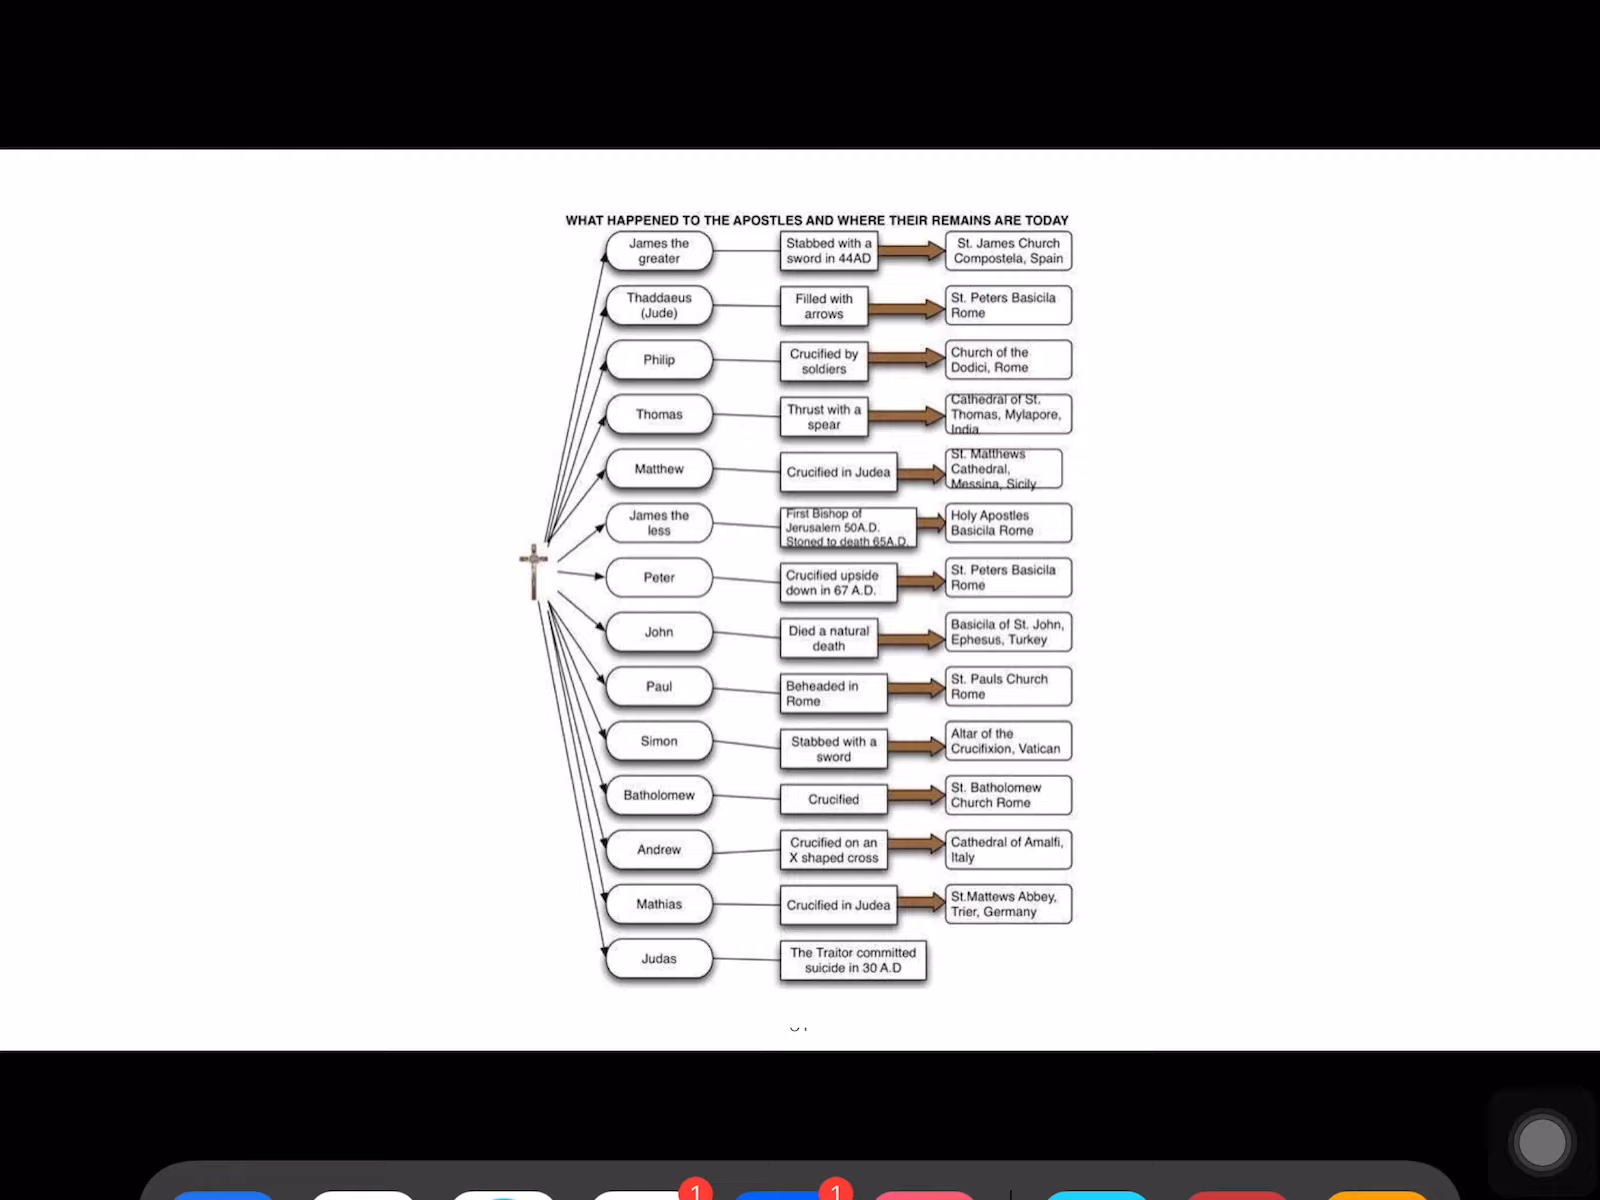 WHAT HAPPENED TO THE APOSTLES AND WHERE THEIR REMAINS ARE TODAY
James the
greater
Stabbed with a
sword in 44AD
St. James Church
Compostela, Spain
Thaddaeus
(Jude)
Filled with
arrows
St. Peters Basicila
Rome
Philip
Crucified by
soldiers
Church of the
Dodici, Rome
Thomas
Thrust with a
spear
Cathedral of St.
Thomas, Mylapore,
India
Matthew
Crucified in Judea
St. Matthews
Cathedral,
Messina, Sicily
James the
less
First Bishop of
Jerusalem 50A.D.
Stoned to death 65A.D.
Holy Apostles
Basicila Rome
Peter
Crucified upside
down in 67 A.D.
St. Peters Basicila
Rome
John
Died a natural
death
Basicila of St. John,
Ephesus, Turkey
Paul
Beheaded in
Rome
St. Pauls Church
Rome
Simon
Stabbed with a
sword
Altar of the
Crucifixion, Vatican
Batholomew
Crucified
St. Batholomew
Church Rome
Andrew
Crucified on an
X shaped cross
Cathedral of Amalfi,
Italy
Mathias
Crucified in Judea
St.Mattews Abbey,
Trier, Germany
Judas
The Traitor committed
suicide in 30 A.D
1
1